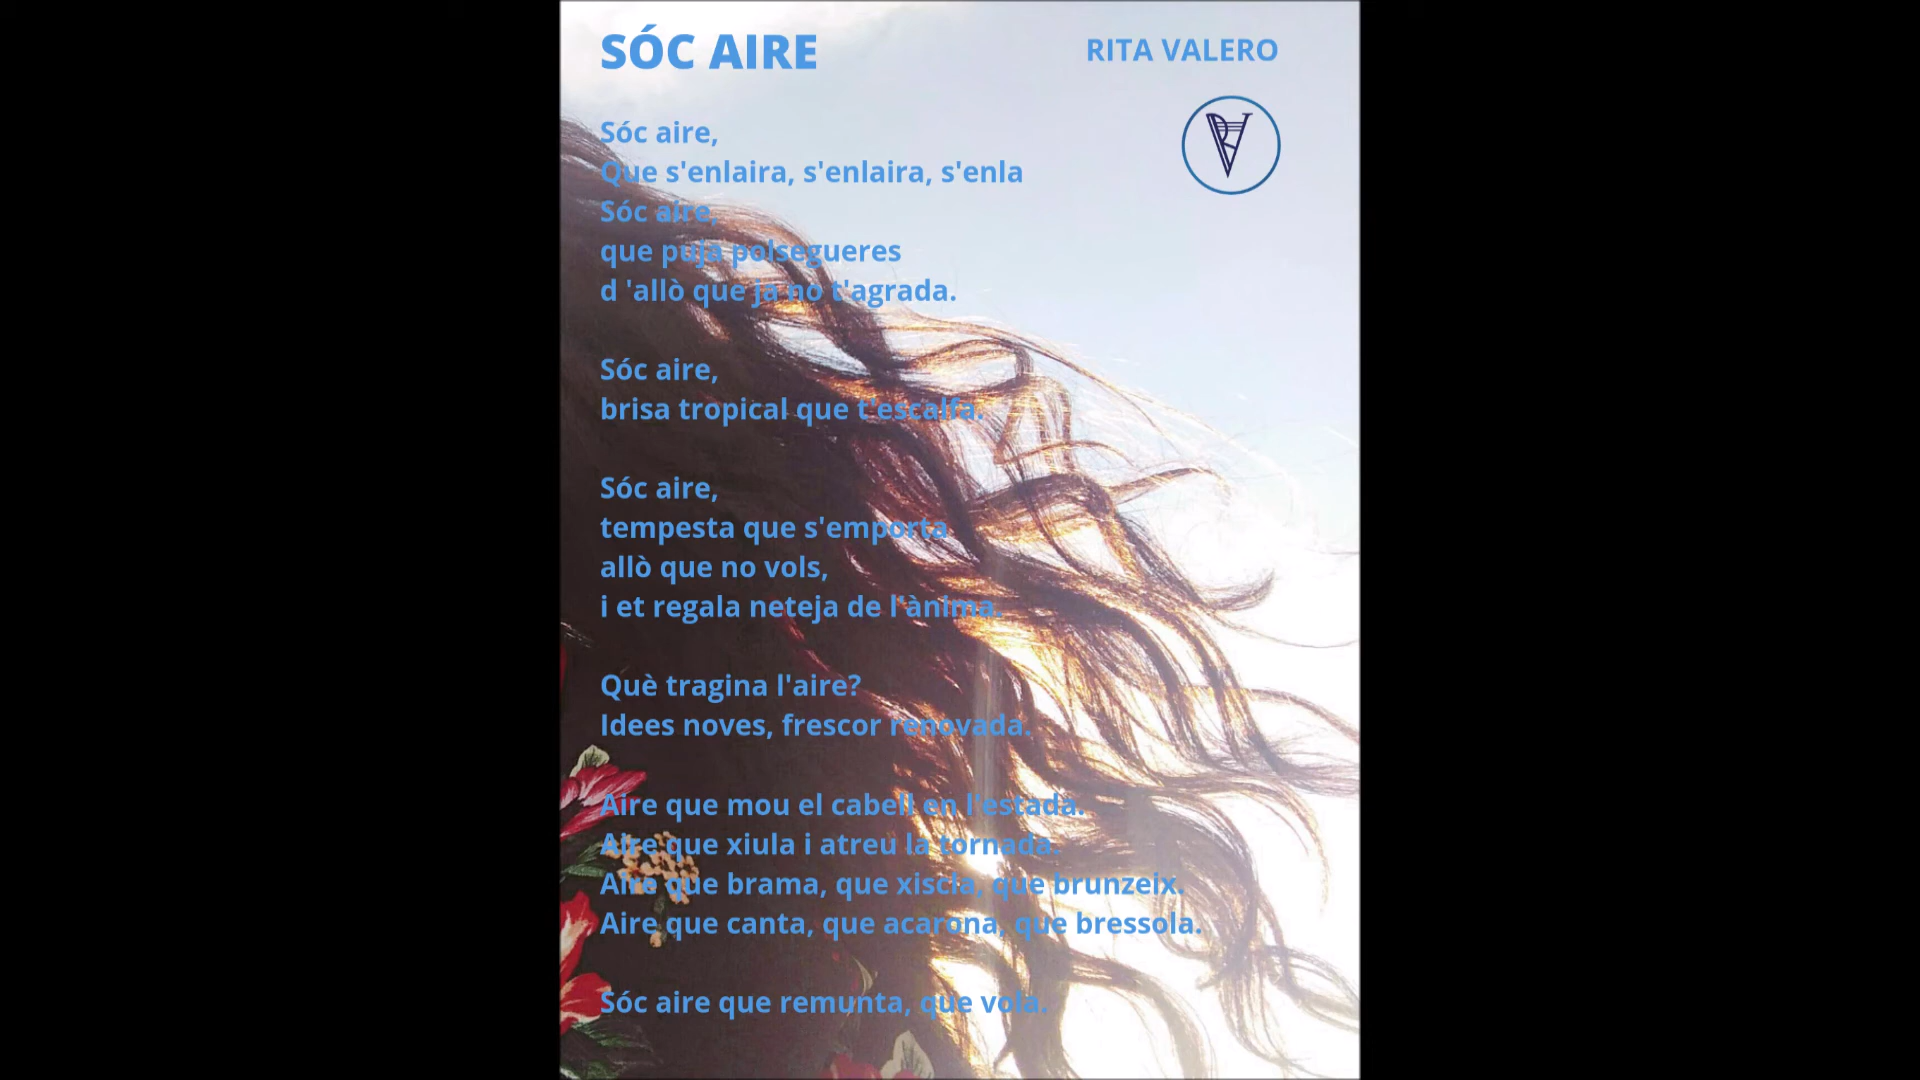 SÓC AIRE
RITA VALERO
Sóc aire,
Que s'enlaira, s'enlaira, s'enla
Sóc aire,
que puja polsegueres
d 'allò que ja no t'agrada.
Sóc aire,
brisa tropical que t'escalfa.
Sóc aire,
tempesta que s'emporta
allò que no vols,
i et regala neteja de l'ànima.
Què tragina l'aire?
Idees noves, frescor renovada.
Aire que mou el cabell en l'estada.
Aire que xiula i atreu la tornada.
Aire que brama, que xiscla, que brunzeix.
Aire que canta, que acarona, que bressola.
Sóc aire que remunta, que vola.